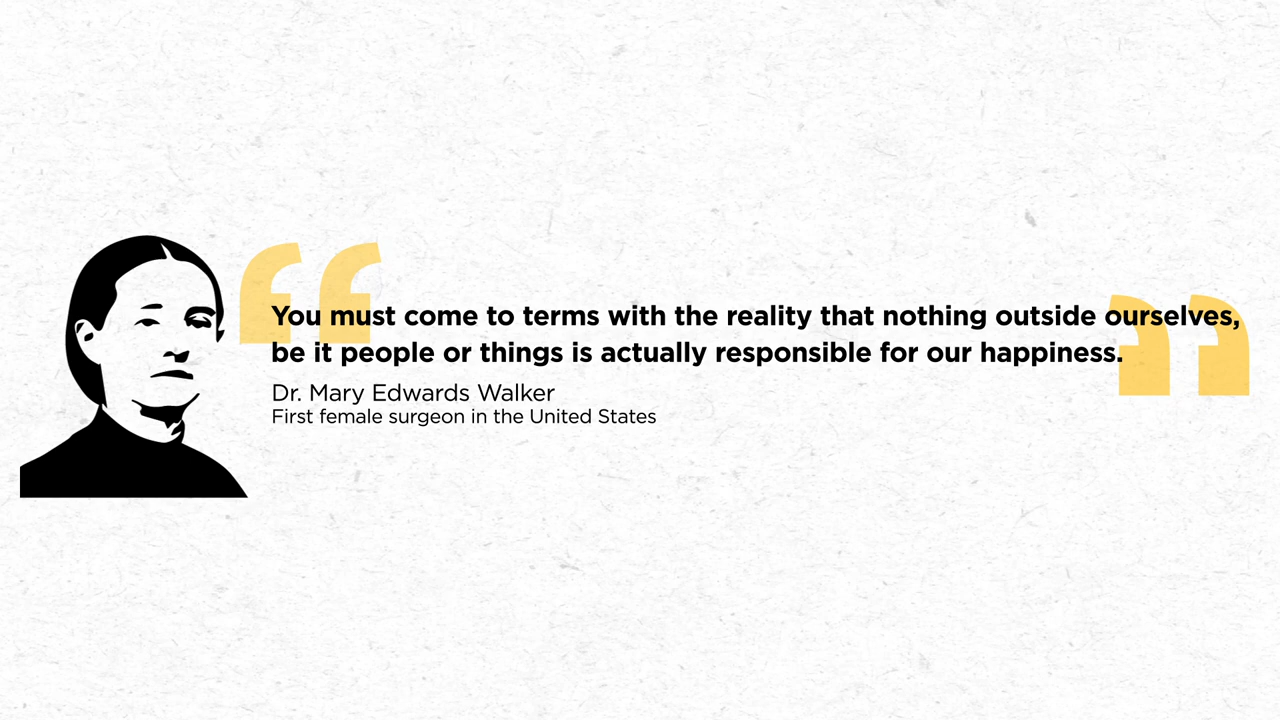 You must come to terms with the reality that nothing outside ourselves,
be it people or things is actually responsible for our happiness.
Dr. Mary Edwards Walker
First female surgeon in the United States